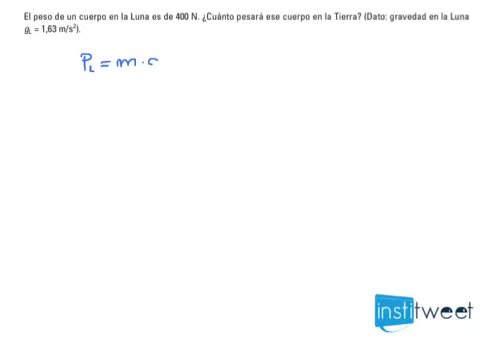 El peso de un cuerpo en la Luna es de 400 N. ¿Cuánto pesará ese cuerpo en la Tierra? (Dato: gravedad en la Luna
gL = 1,63 m/s²).
PL = m · c
institweet